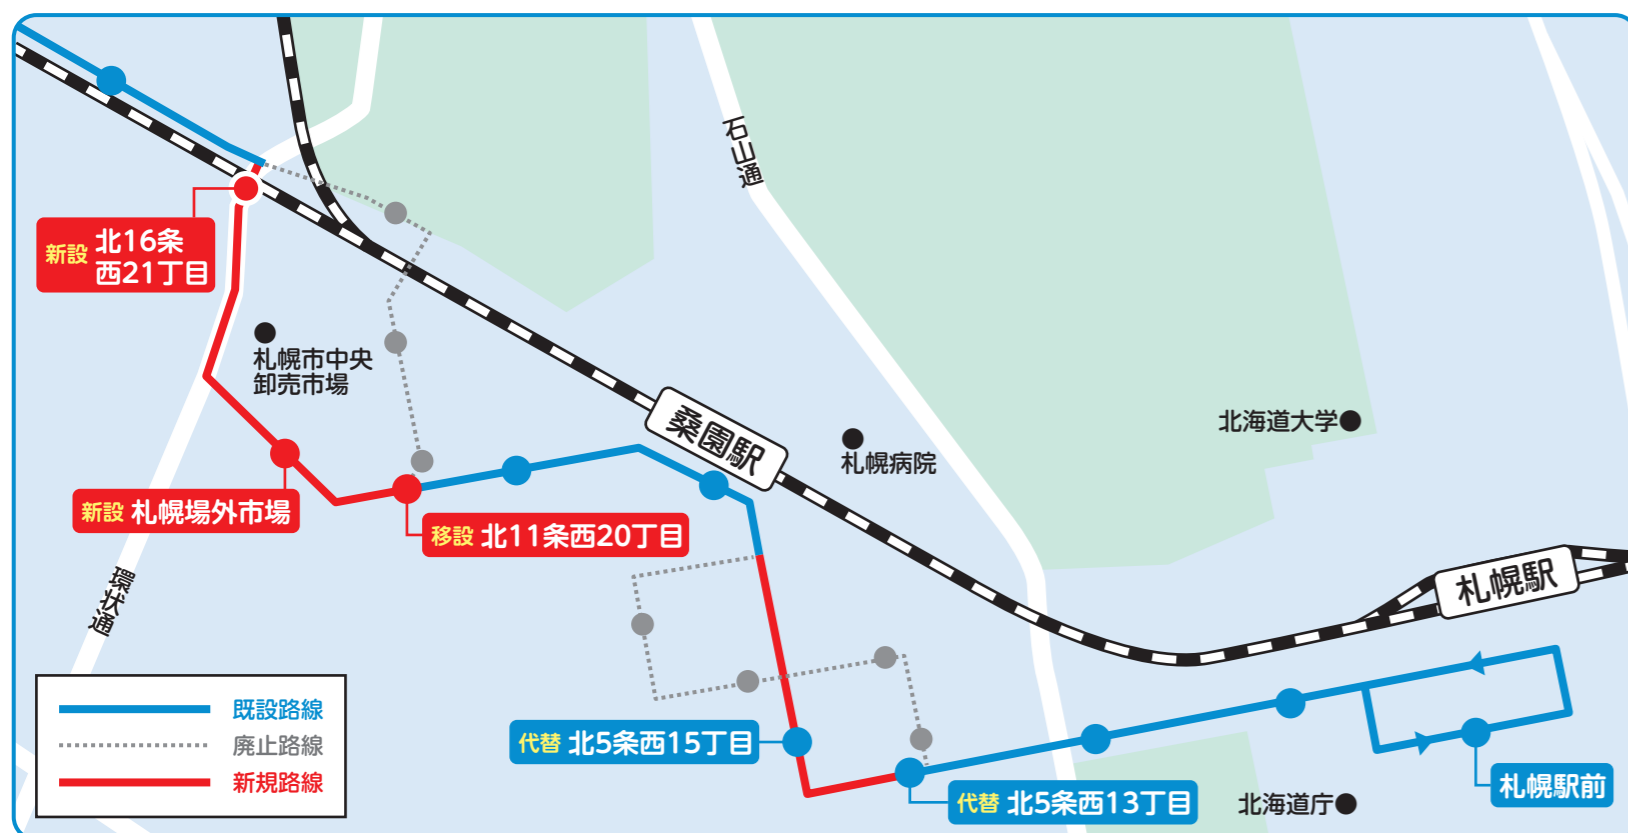 石山通
新設 北16条
西21丁目
札幌市中央
卸売市場
桑園駅
札幌病院
北海道大学
新設 札幌場外市場
移設 北11条西20丁目
札幌駅
環状通
既設路線
廃止路線
新規路線
代替 北5条西15丁目
代替 北5条西13丁目
北海道庁
札幌駅前